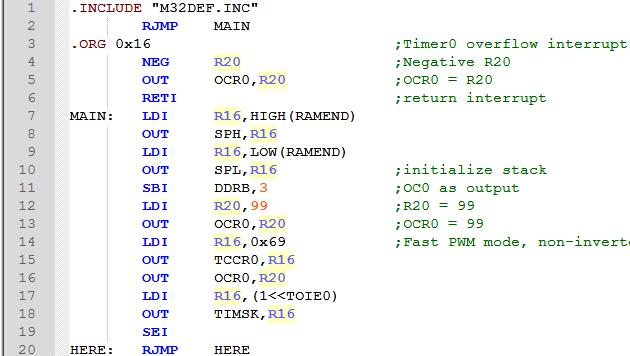 1 .INCLUDE "M32DEF.INC"
2 RJMP MAIN
3 .ORG 0x16 ;Timer0 overflow interrupt
4 NEG R20 ;Negative R20
5 OUT OCR0,R20 ;OCR0 = R20
6 RETI ;return interrupt
7 MAIN: LDI R16,HIGH(RAMEND)
8 OUT SPH,R16
9 LDI R16,LOW(RAMEND)
10 OUT SPL,R16 ;initialize stack
11 SBI DDRB,3 ;OC0 as output
12 LDI R20,99 ;R20 = 99
13 OUT OCR0,R20 ;OCR0 = 99
14 LDI R16,0x69 ;Fast PWM mode, non-inverte
15 OUT TCCR0,R16
16 OUT OCR0,R20
17 LDI R16,(1<<TOIE0)
18 OUT TIMSK,R16
19 SEI
20 HERE: RJMP HERE